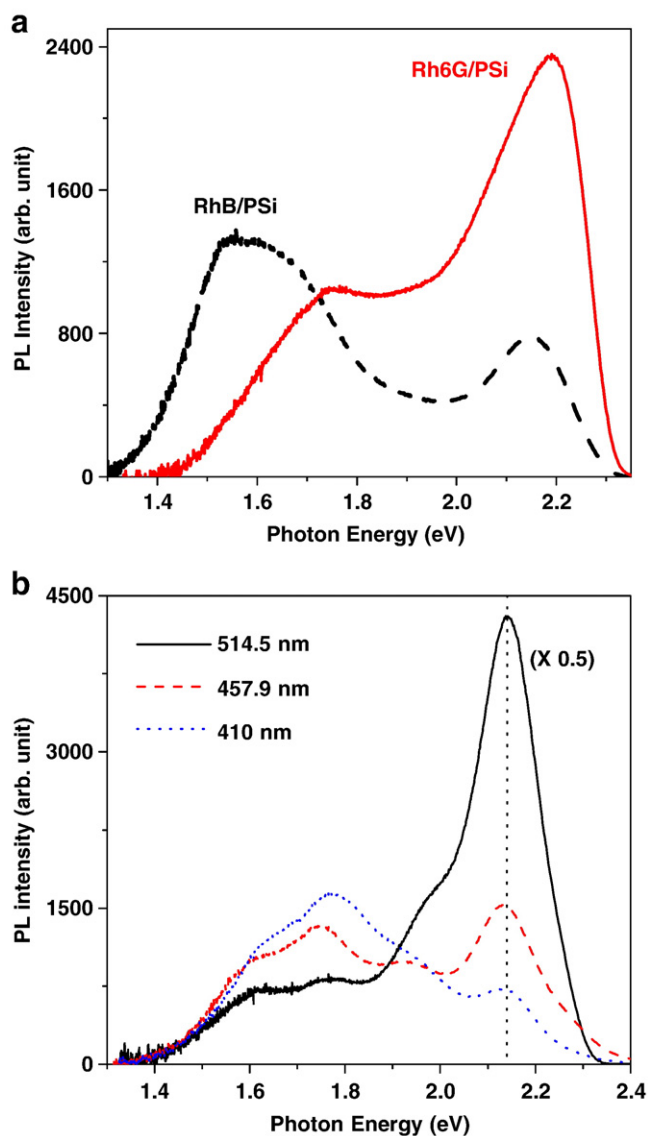 a
2400
1600
800
0
PL Intensity (arb. unit)
Rh6G/PSi
RhB/PSi
1.4 1.6 1.8 2.0 2.2
Photon Energy (eV)
b
4500
3000
1500
0
PL intensity (arb. unit)
514.5 nm
457.9 nm
410 nm
(X 0.5)
1.4 1.6 1.8 2.0 2.2 2.4
Photon Energy (eV)